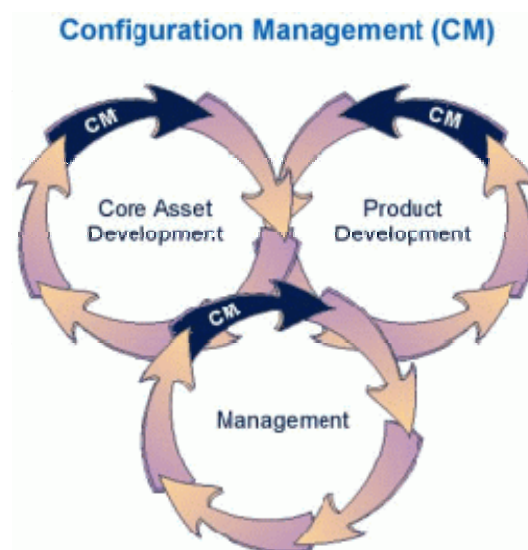 Configuration Management (CM)
CM
CM
Core Asset
Development
Product
Development
CM
Management